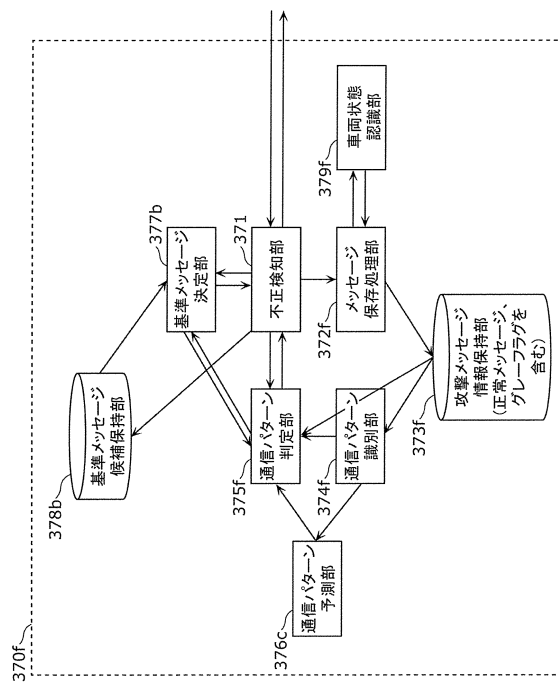 370f
378b
基準メッセージ
候補保持部
377b
基準メッセージ
決定部
371
不正検知部
375f
通信パターン
判定部
376c
通信パターン
予測部
374f
通信パターン
識別部
372f
メッセージ
保存処理部
379f
車両状態
認識部
373f
攻撃メッセージ
情報保持部
(正常メッセージ、
グレーフラグを
含む)